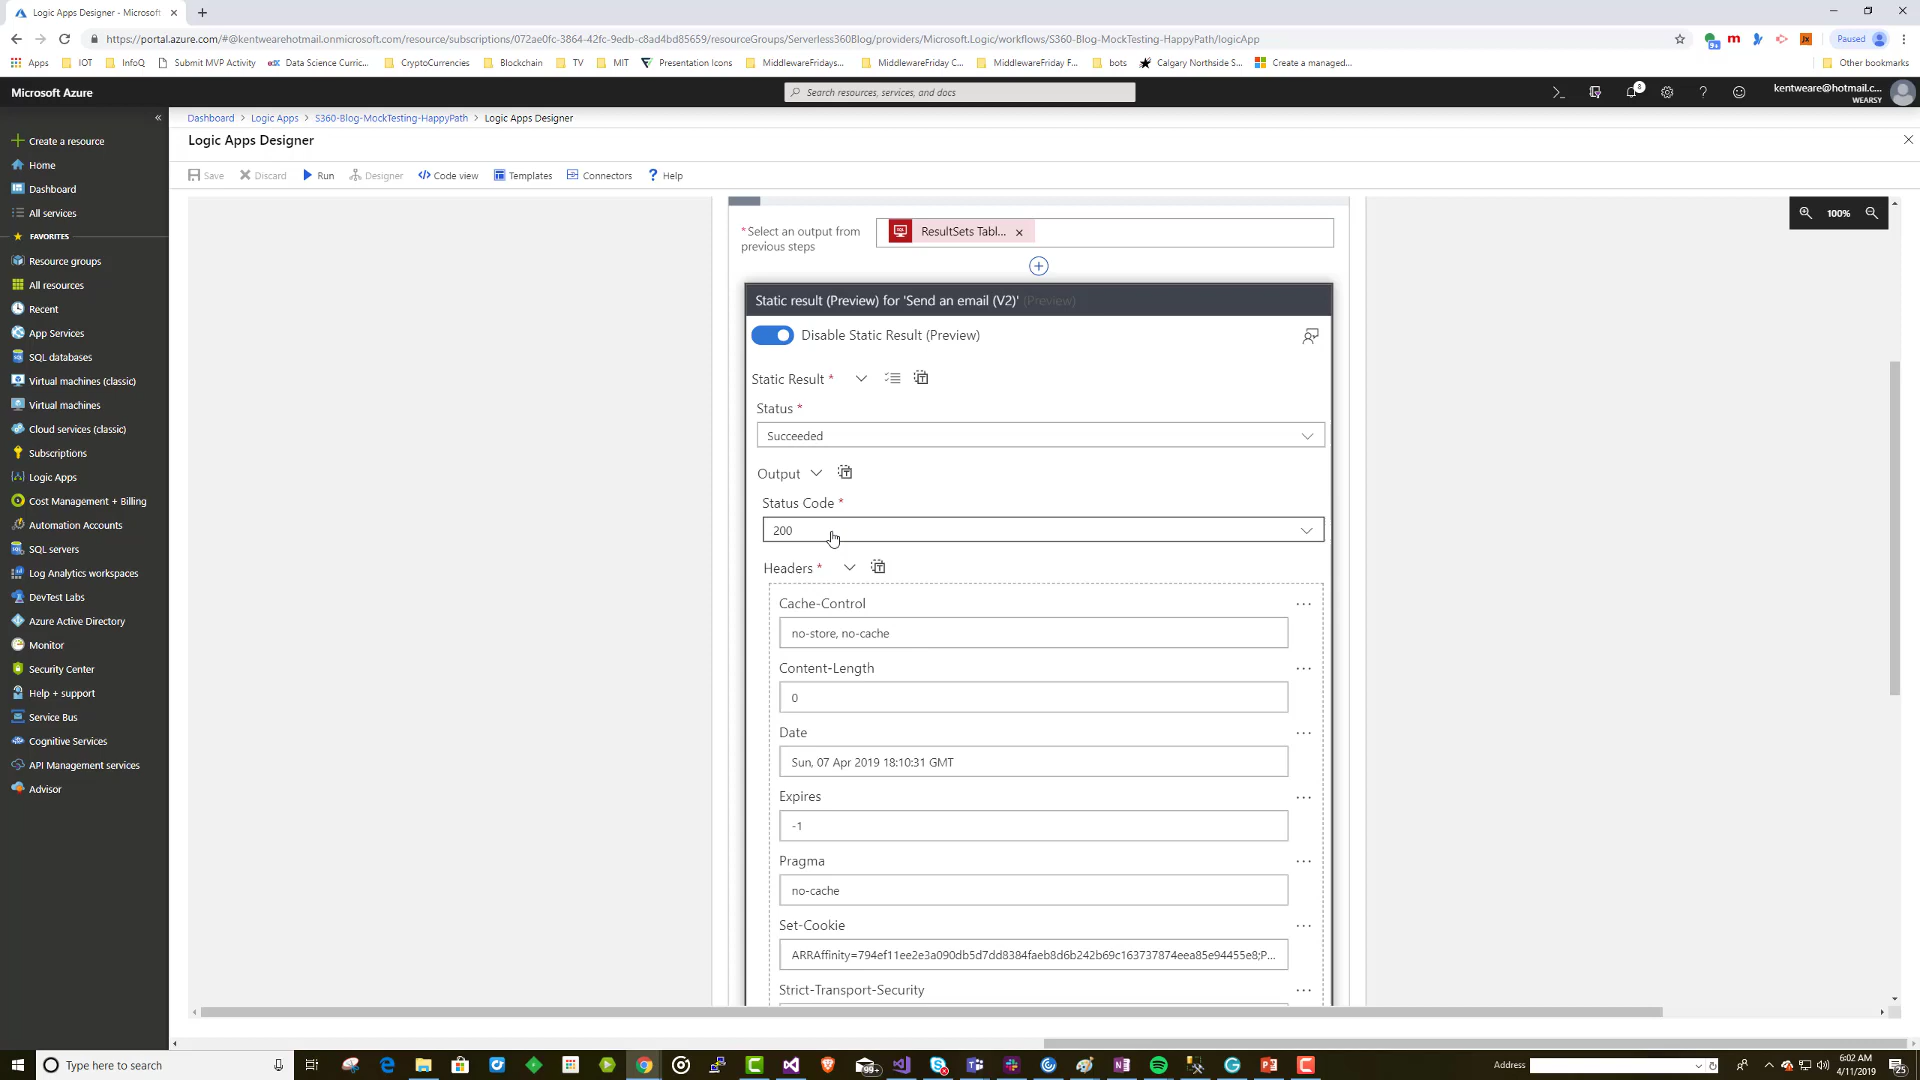 Logic Apps Designer - Microsoft
https://portal.azure.com/#@kentwearehotmail.onmicrosoft.com/resource/subscriptions/072ae0fc-3864-42fc-9edb-c8ad4bd85659/resourceGroups/Serverless360Blog/providers/Microsoft.Logic/workflows/S360-Blog-MockTesting-HappyPath/logicApp
9+
m
Paused
Apps
IOT
InfoQ
Submit MVP Activity
Data Science Curric...
CryptoCurrencies
Blockchain
TV
MIT
Presentation Icons
MiddlewareFridays...
MiddlewareFriday C...
MiddlewareFriday F...
bots
Calgary Northside S...
Create a managed...
Other bookmarks
Microsoft Azure
Search resources, services, and docs
kentweare@hotmail.c...
WEARSY
Dashboard > Logic Apps > S360-Blog-MockTesting-HappyPath > Logic Apps Designer
Logic Apps Designer
Save
Discard
Run
Designer
Code view
Templates
Connectors
Help
Create a resource
Home
Dashboard
All services
FAVORITES
Resource groups
All resources
Recent
App Services
SQL databases
Virtual machines (classic)
Virtual machines
Cloud services (classic)
Subscriptions
Logic Apps
Cost Management + Billing
Automation Accounts
SQL servers
Log Analytics workspaces
DevTest Labs
Azure Active Directory
Monitor
Security Center
Help + support
Service Bus
Cognitive Services
API Management services
Advisor
100%
*Select an output from
previous steps
ResultSets Tabl... ×
Static result (Preview) for 'Send an email (V2)' (Preview)
Disable Static Result (Preview)
Static Result *
Status *
Succeeded
Output
Status Code *
200
Headers *
Cache-Control
no-store, no-cache
Content-Length
0
Date
Sun, 07 Apr 2019 18:10:31 GMT
Expires
-1
Pragma
no-cache
Set-Cookie
ARRAffinity=794ef11ee2e3a090db5d7dd8384faeb8d6b242b69c163737874eea85e94455e8;P...
Strict-Transport-Security
Type here to search
99+
Address
6:02 AM
4/11/2019
25